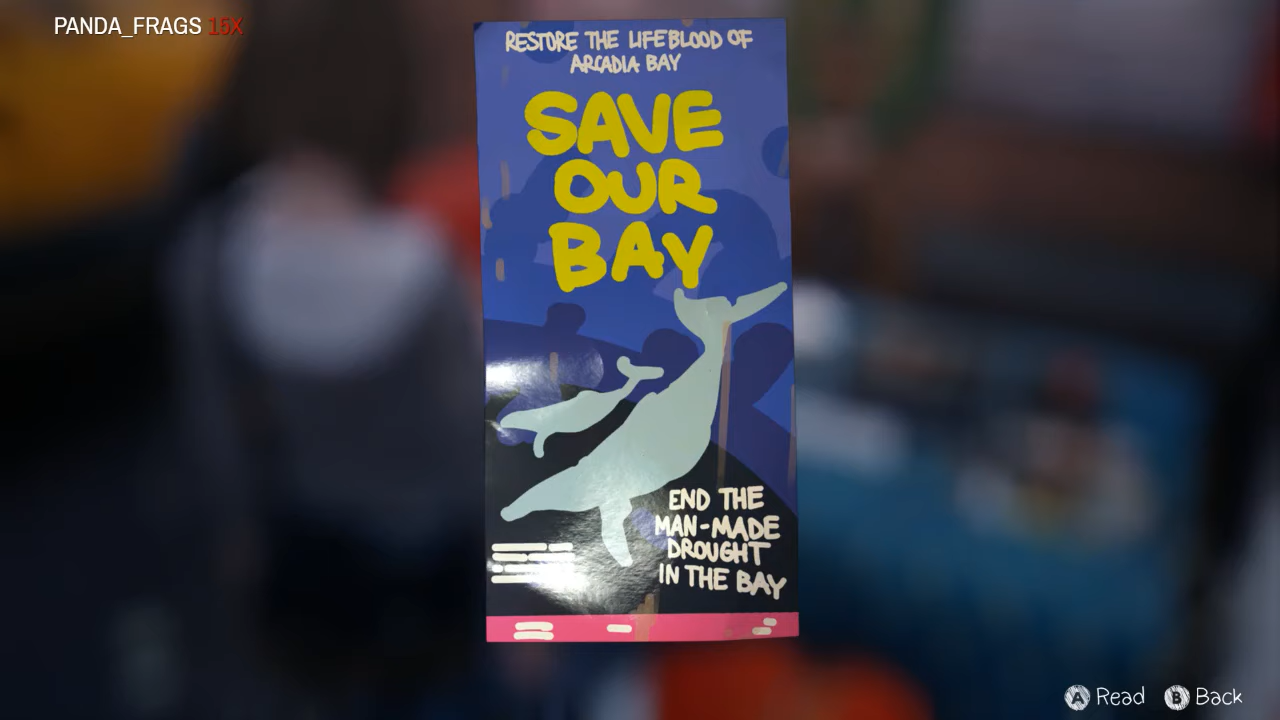 PANDA_FRAGS 15X
RESTORE THE LIFEBLOOD OF
ARCADIA BAY
SAVE
OUR
BAY
END THE
MAN-MADE
DROUGHT
IN THE BAY
A Read B Back